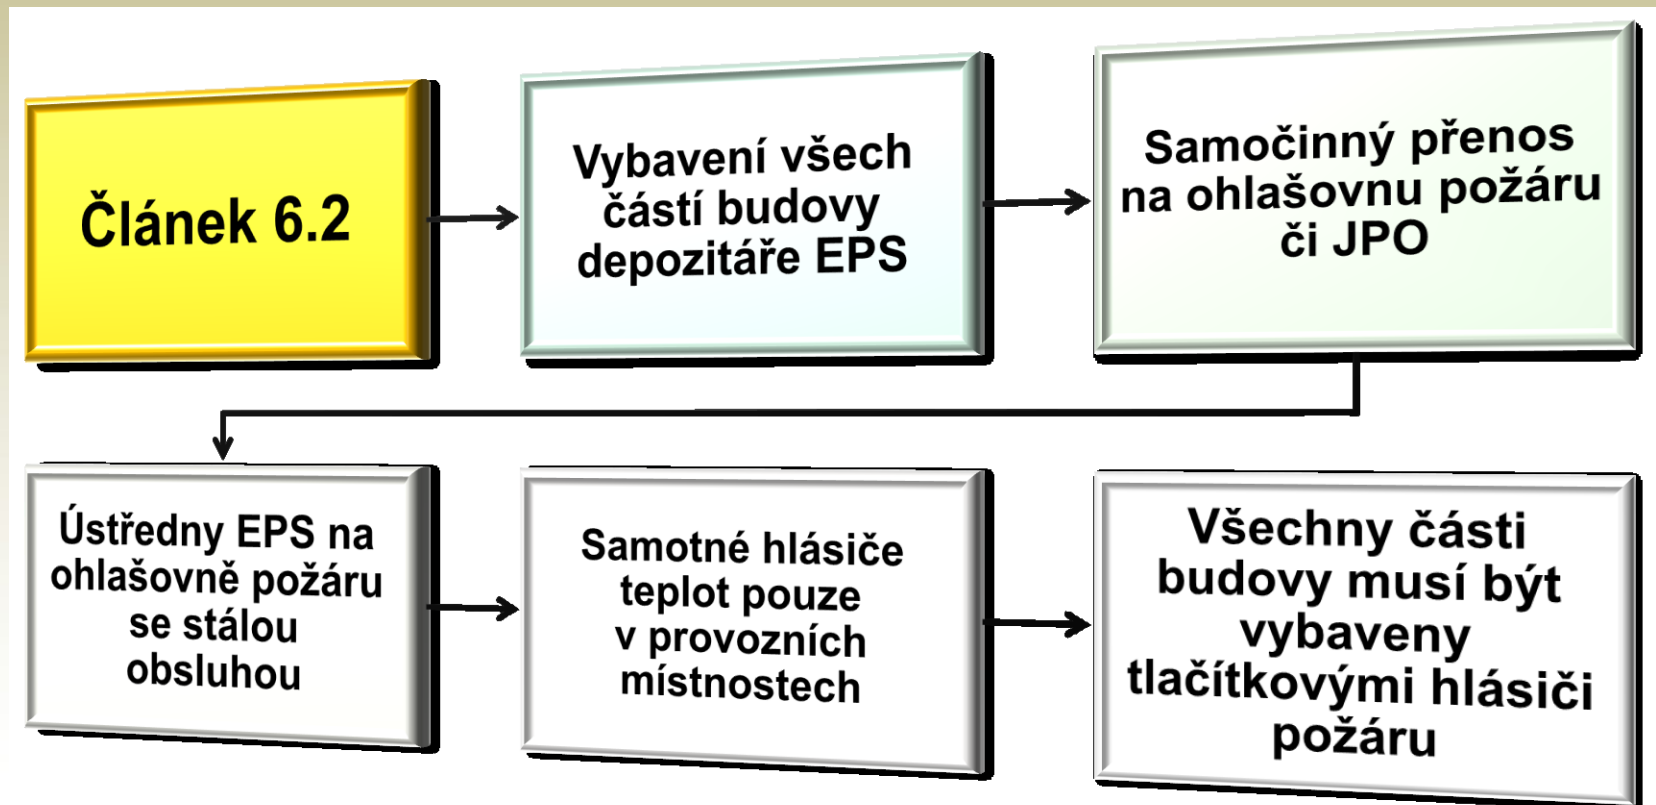 Článek 6.2
Vybavení všech
částí budovy
depozitáře EPS
Samočinný přenos
na ohlašovnu požáru
či JPO
Ústředny EPS na
ohlašovně požáru
se stálou
obsluhou
Samotné hlásiče
teplot pouze
v provozních
místnostech
Všechny části
budovy musí být
vybaveny
tlačítkovými hlásiči
požáru